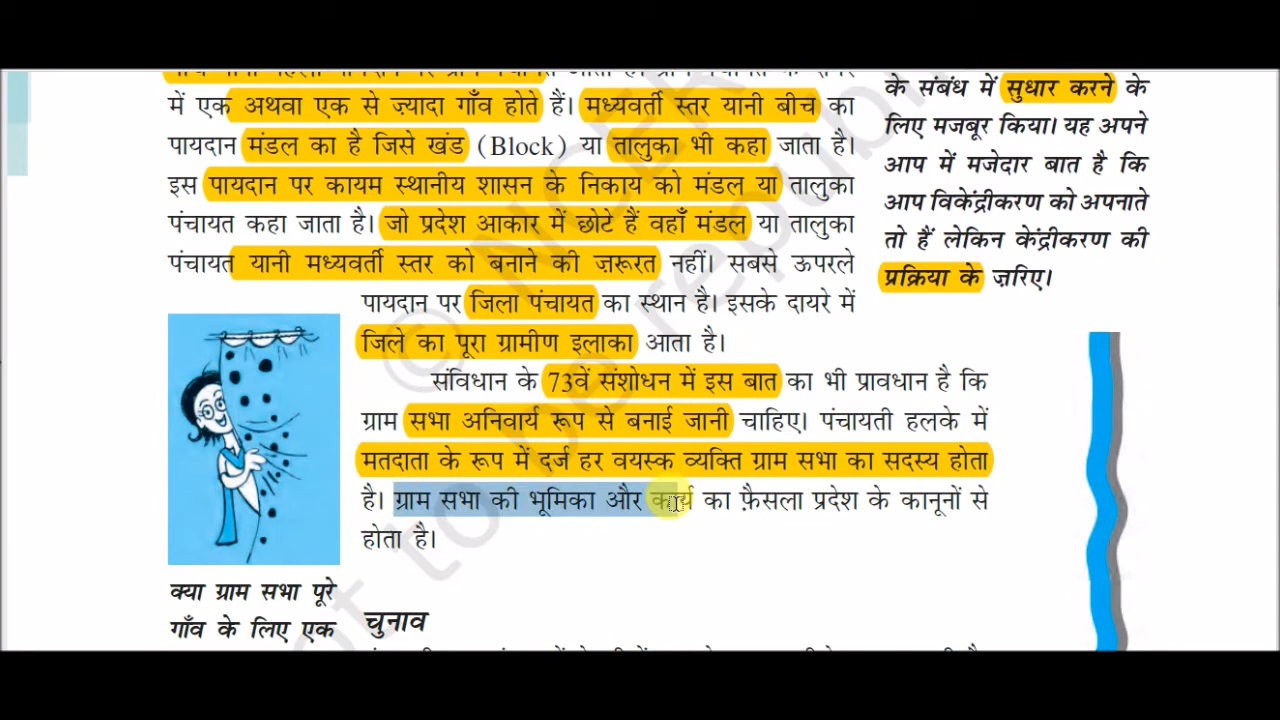 में एक अथवा एक से ज़्यादा गाँव होते हैं। मध्यवर्ती स्तर यानी बीच का
पायदान मंडल का है जिसे खंड (Block) या तालुका भी कहा जाता है।
इस पायदान पर कायम स्थानीय शासन के निकाय को मंडल या तालुका
पंचायत कहा जाता है। जो प्रदेश आकार में छोटे हैं वहाँ मंडल या तालुका
पंचायत यानी मध्यवर्ती स्तर को बनाने की ज़रूरत नहीं। सबसे ऊपरले
पायदान पर जिला पंचायत का स्थान है। इसके दायरे में
जिले का पूरा ग्रामीण इलाका आता है।
संविधान के 73वें संशोधन में इस बात का भी प्रावधान है कि
ग्राम सभा अनिवार्य रूप से बनाई जानी चाहिए। पंचायती हलके में
मतदाता के रूप में दर्ज हर वयस्क व्यक्ति ग्राम सभा का सदस्य होता
है। ग्राम सभा की भूमिका और कार्य का फ़ैसला प्रदेश के कानूनों से
होता है।
चुनाव
क्या ग्राम सभा पूरे
गाँव के लिए एक
के संबंध में सुधार करने के
लिए मजबूर किया। यह अपने
आप में मजेदार बात है कि
आप विकेंद्रीकरण को अपनाते
तो हैं लेकिन केंद्रीकरण की
प्रक्रिया के ज़रिए।